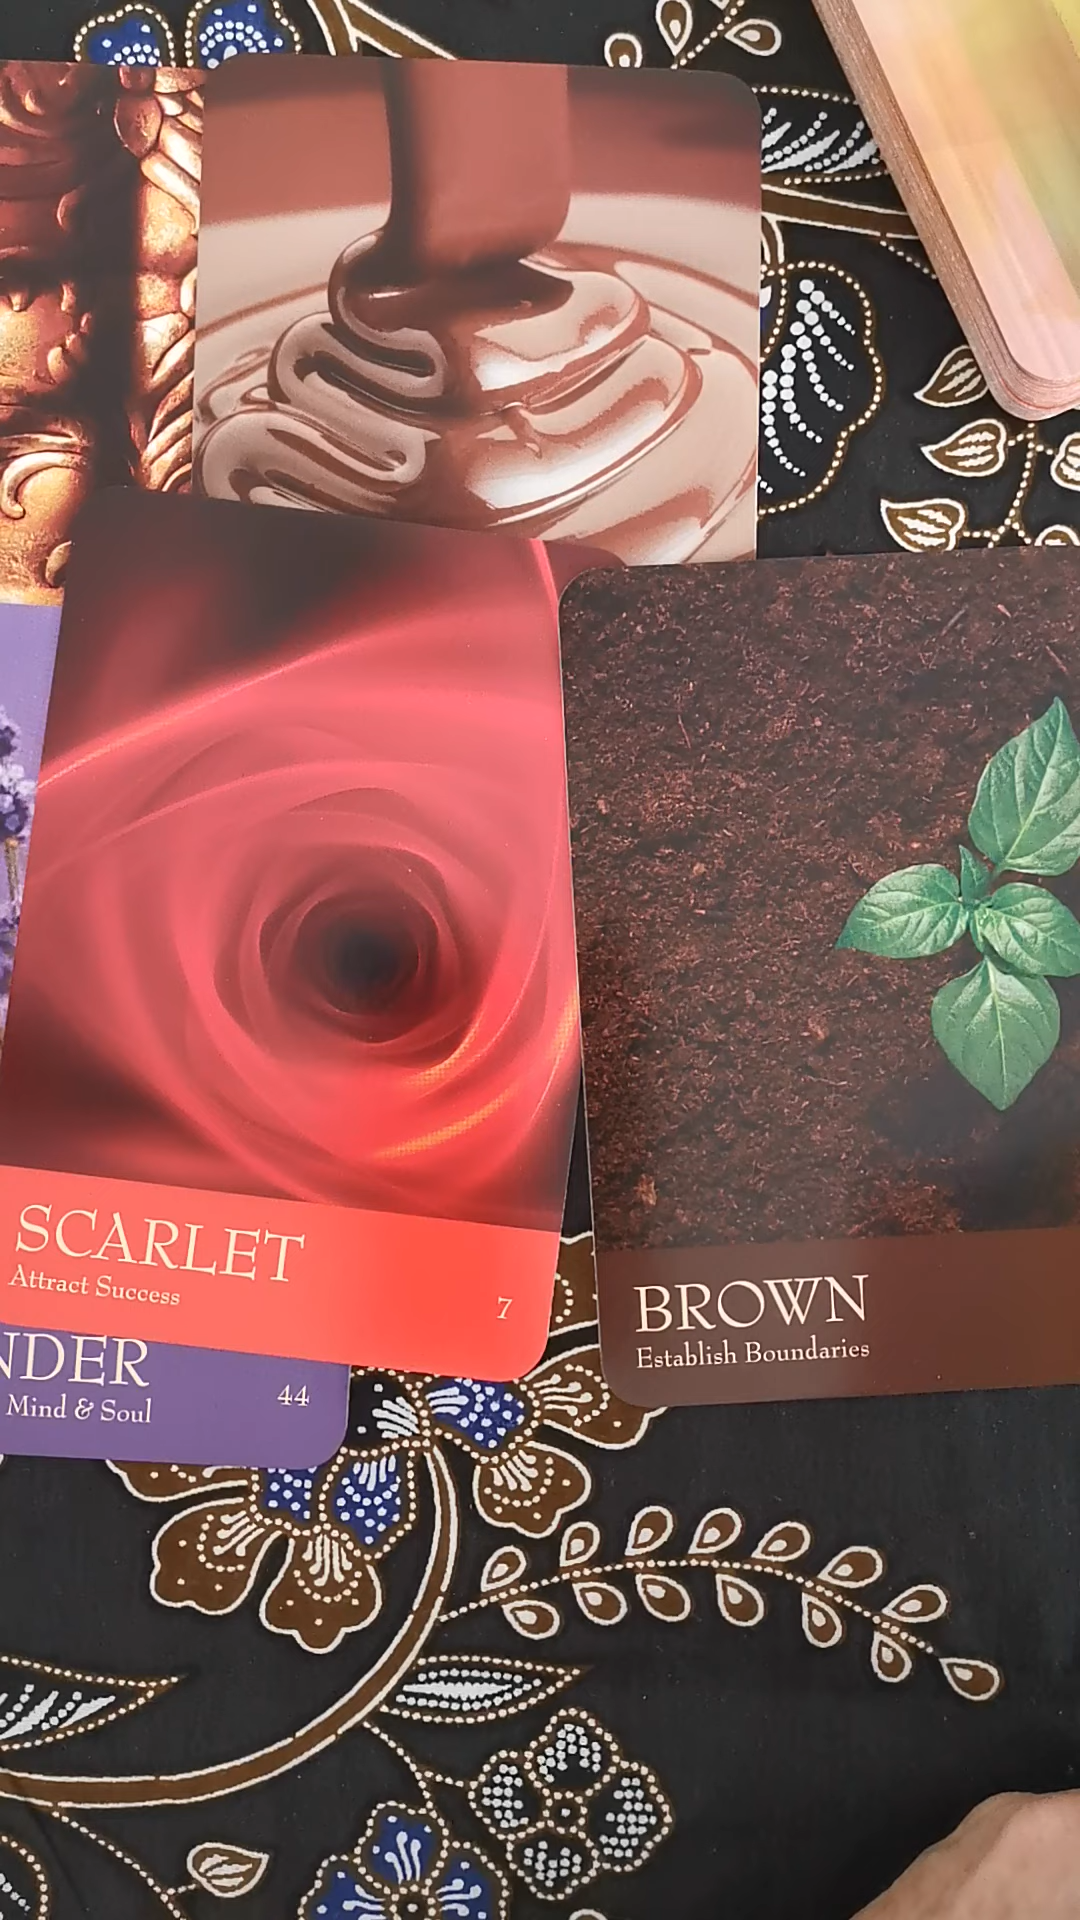 SCARLET
Attract Success
7
BROWN
Establish Boundaries
NDER
Mind & Soul
44